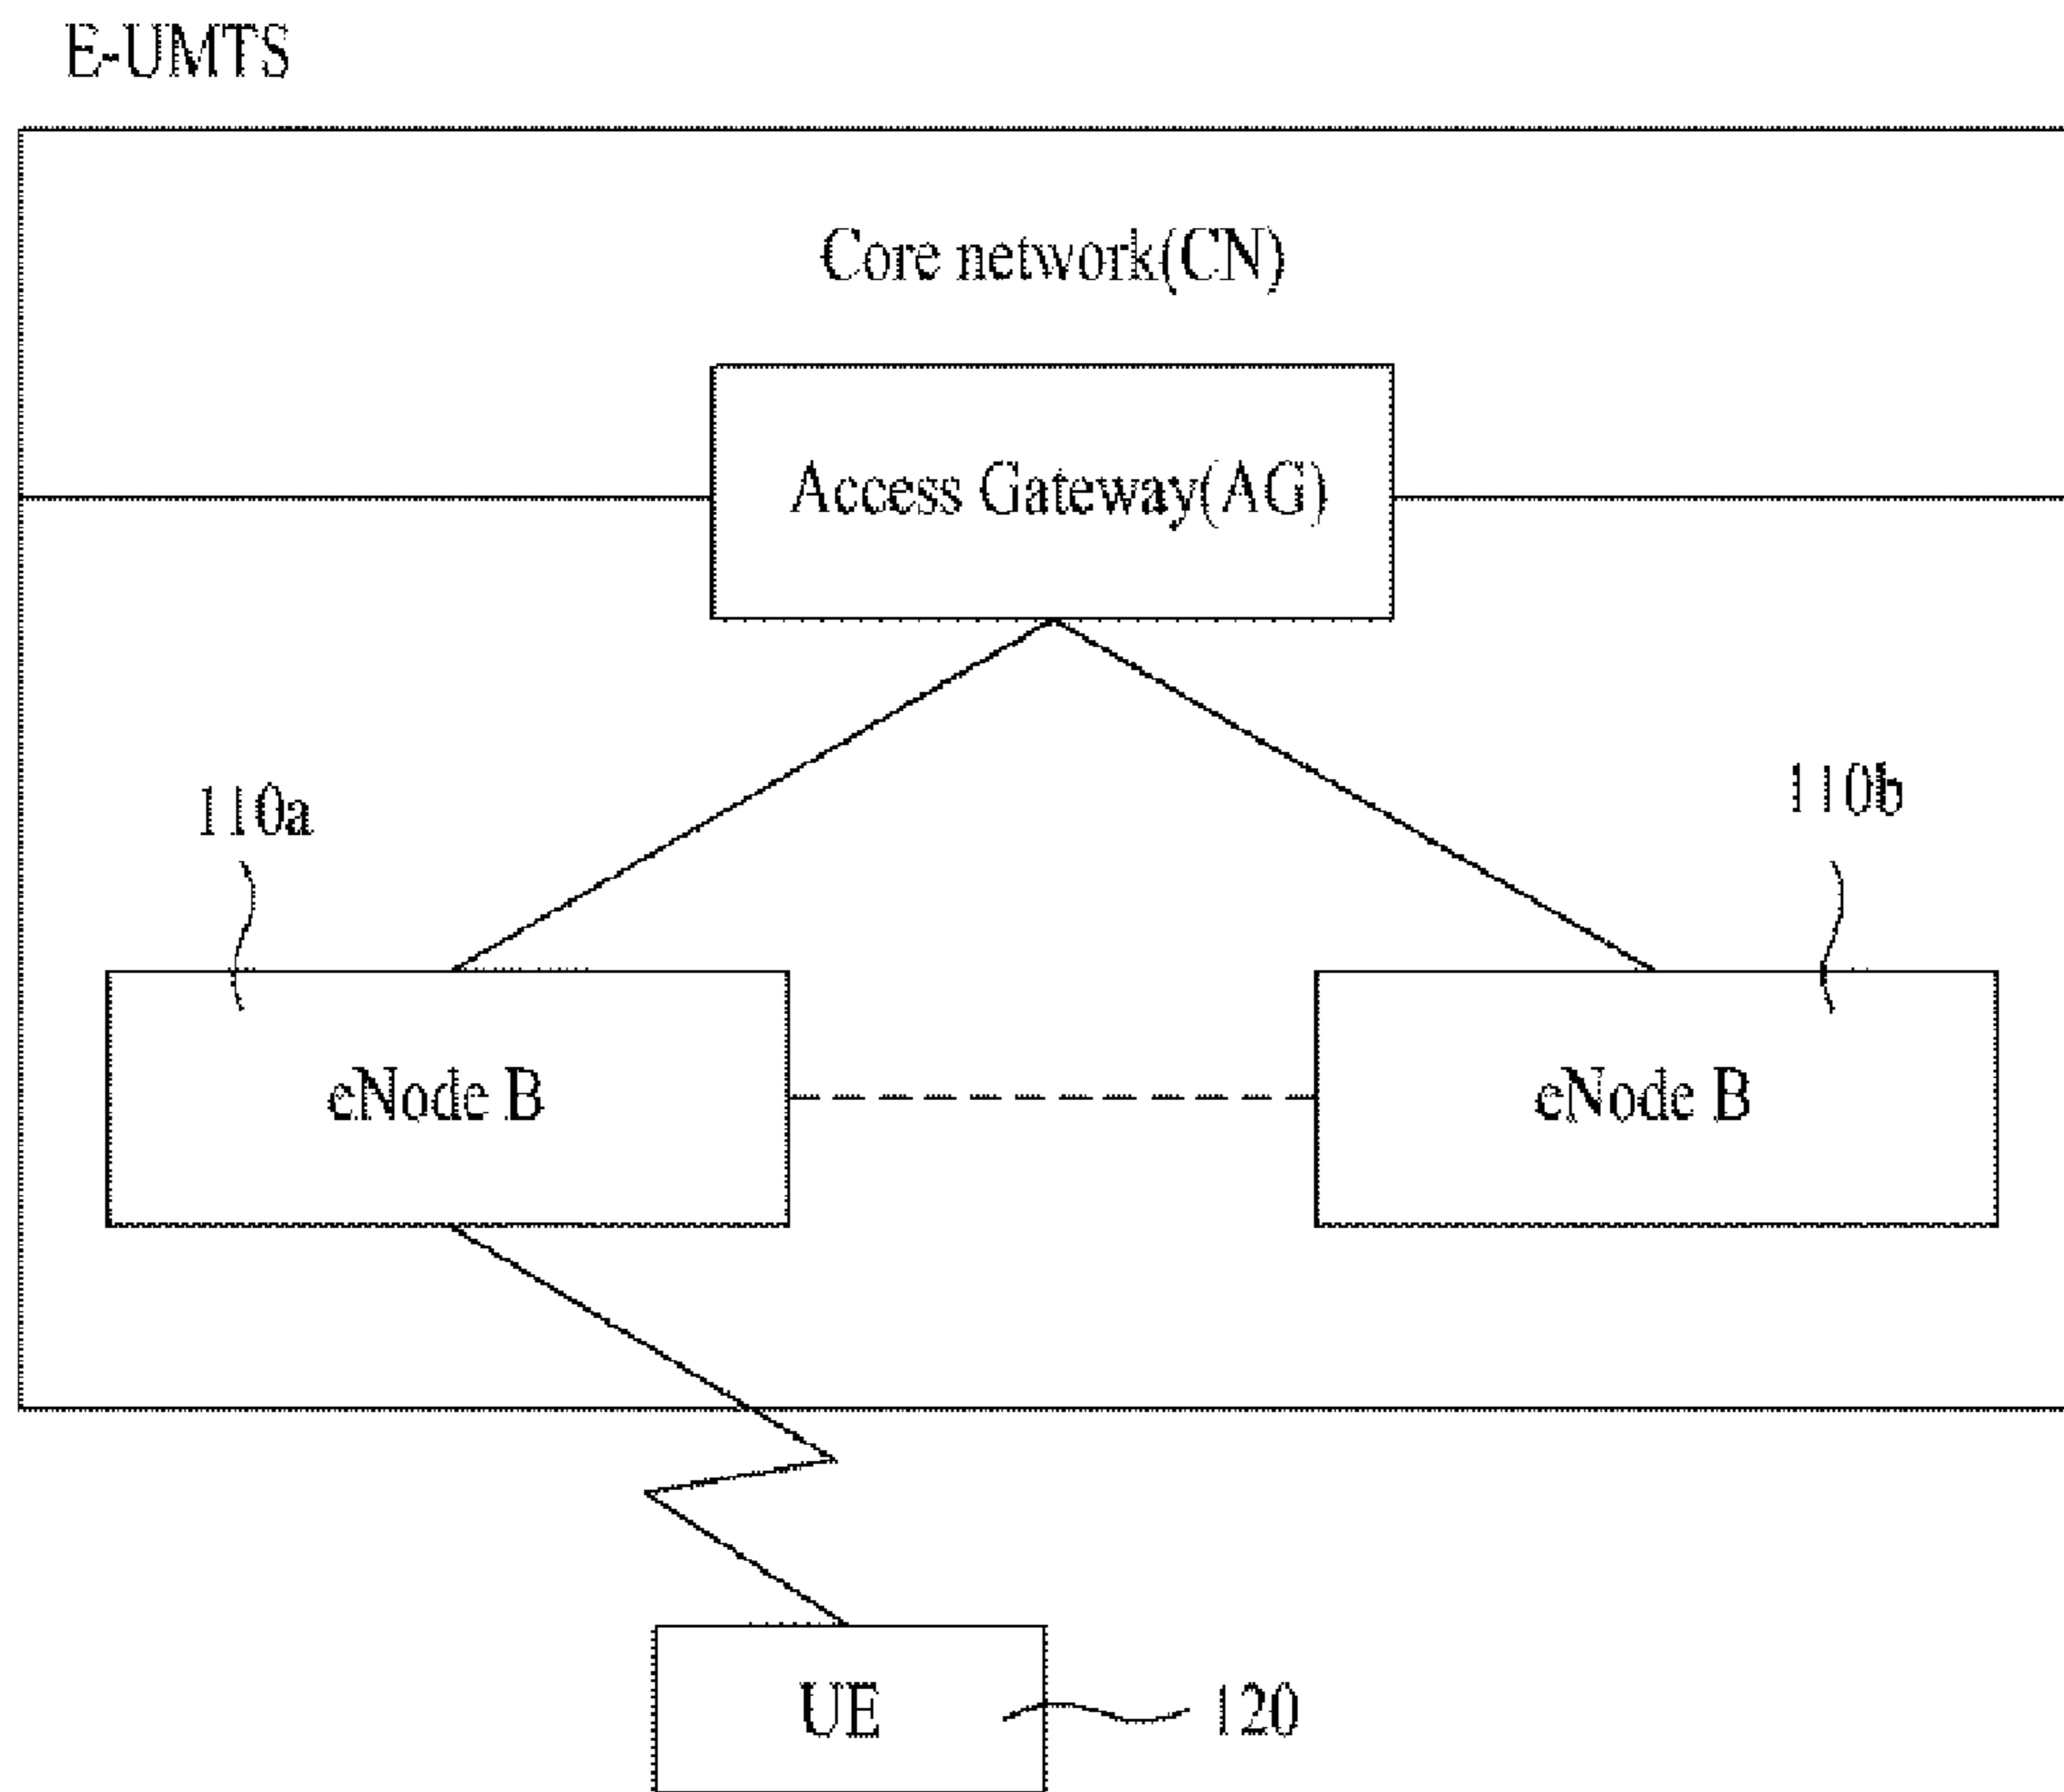 E-UMTS
Core network(CN)
Access Gateway(AG)
110a
110b
eNode B
eNode B
UE
120